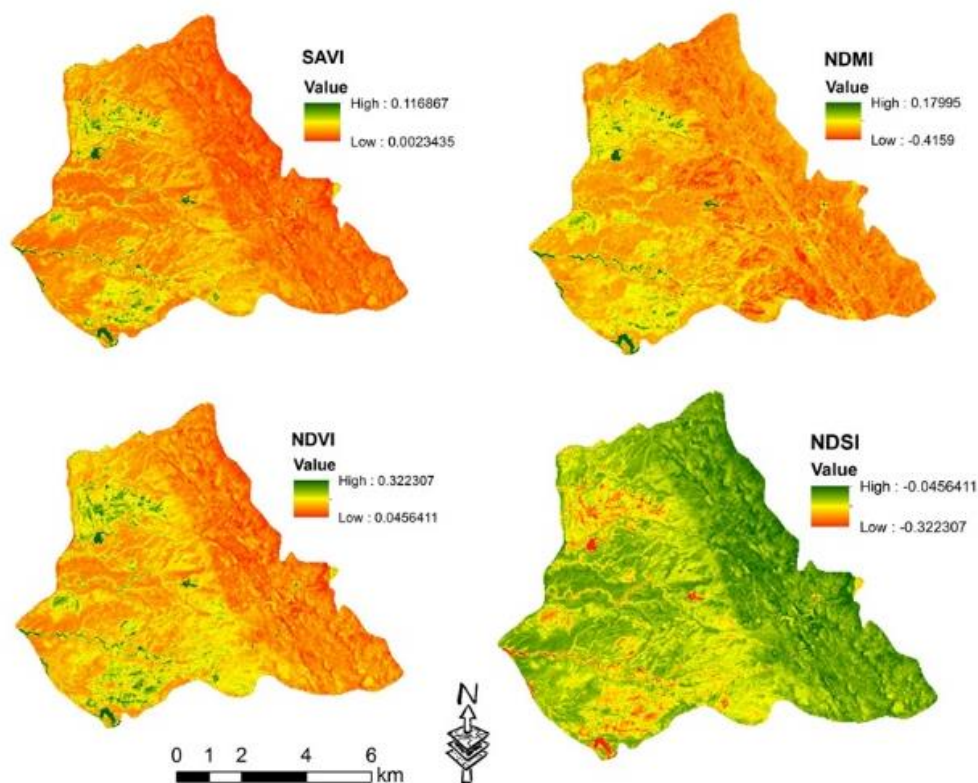 SAVI
Value
High : 0.116867
Low : 0.0023435
NDMI
Value
High : 0.17995
Low : -0.4159
NDVI
Value
High : 0.322307
Low : 0.0456411
NDSI
Value
High : -0.0456411
Low : -0.322307
N
0 1 2 4 6
km